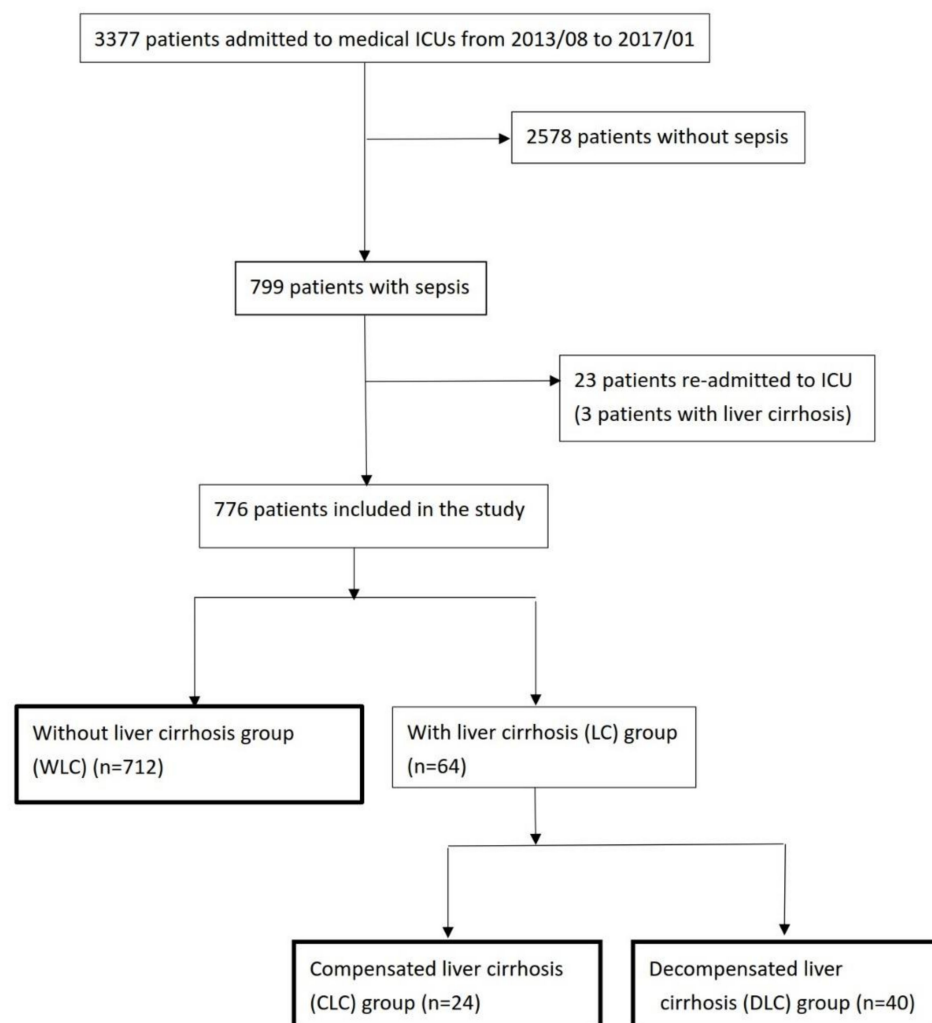 3377 patients admitted to medical ICUs from 2013/08 to 2017/01
2578 patients without sepsis
799 patients with sepsis
23 patients re-admitted to ICU
(3 patients with liver cirrhosis)
776 patients included in the study
Without liver cirrhosis group
(WLC) (n=712)
With liver cirrhosis (LC) group
(n=64)
Compensated liver cirrhosis
(CLC) group (n=24)
Decompensated liver
cirrhosis (DLC) group (n=40)